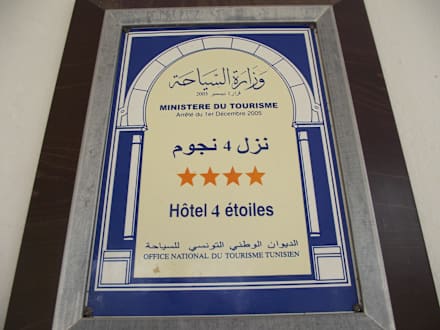 وزارة السياحة
قرار 1 ديسمبر 2005
MINISTERE DU TOURISME
Arrêté du 1er Décembre 2005
نزل 4 نجوم
Hôtel 4 étoiles
الديوان الوطني التونسي للسياحة
OFFICE NATIONAL DU TOURISME TUNISIEN